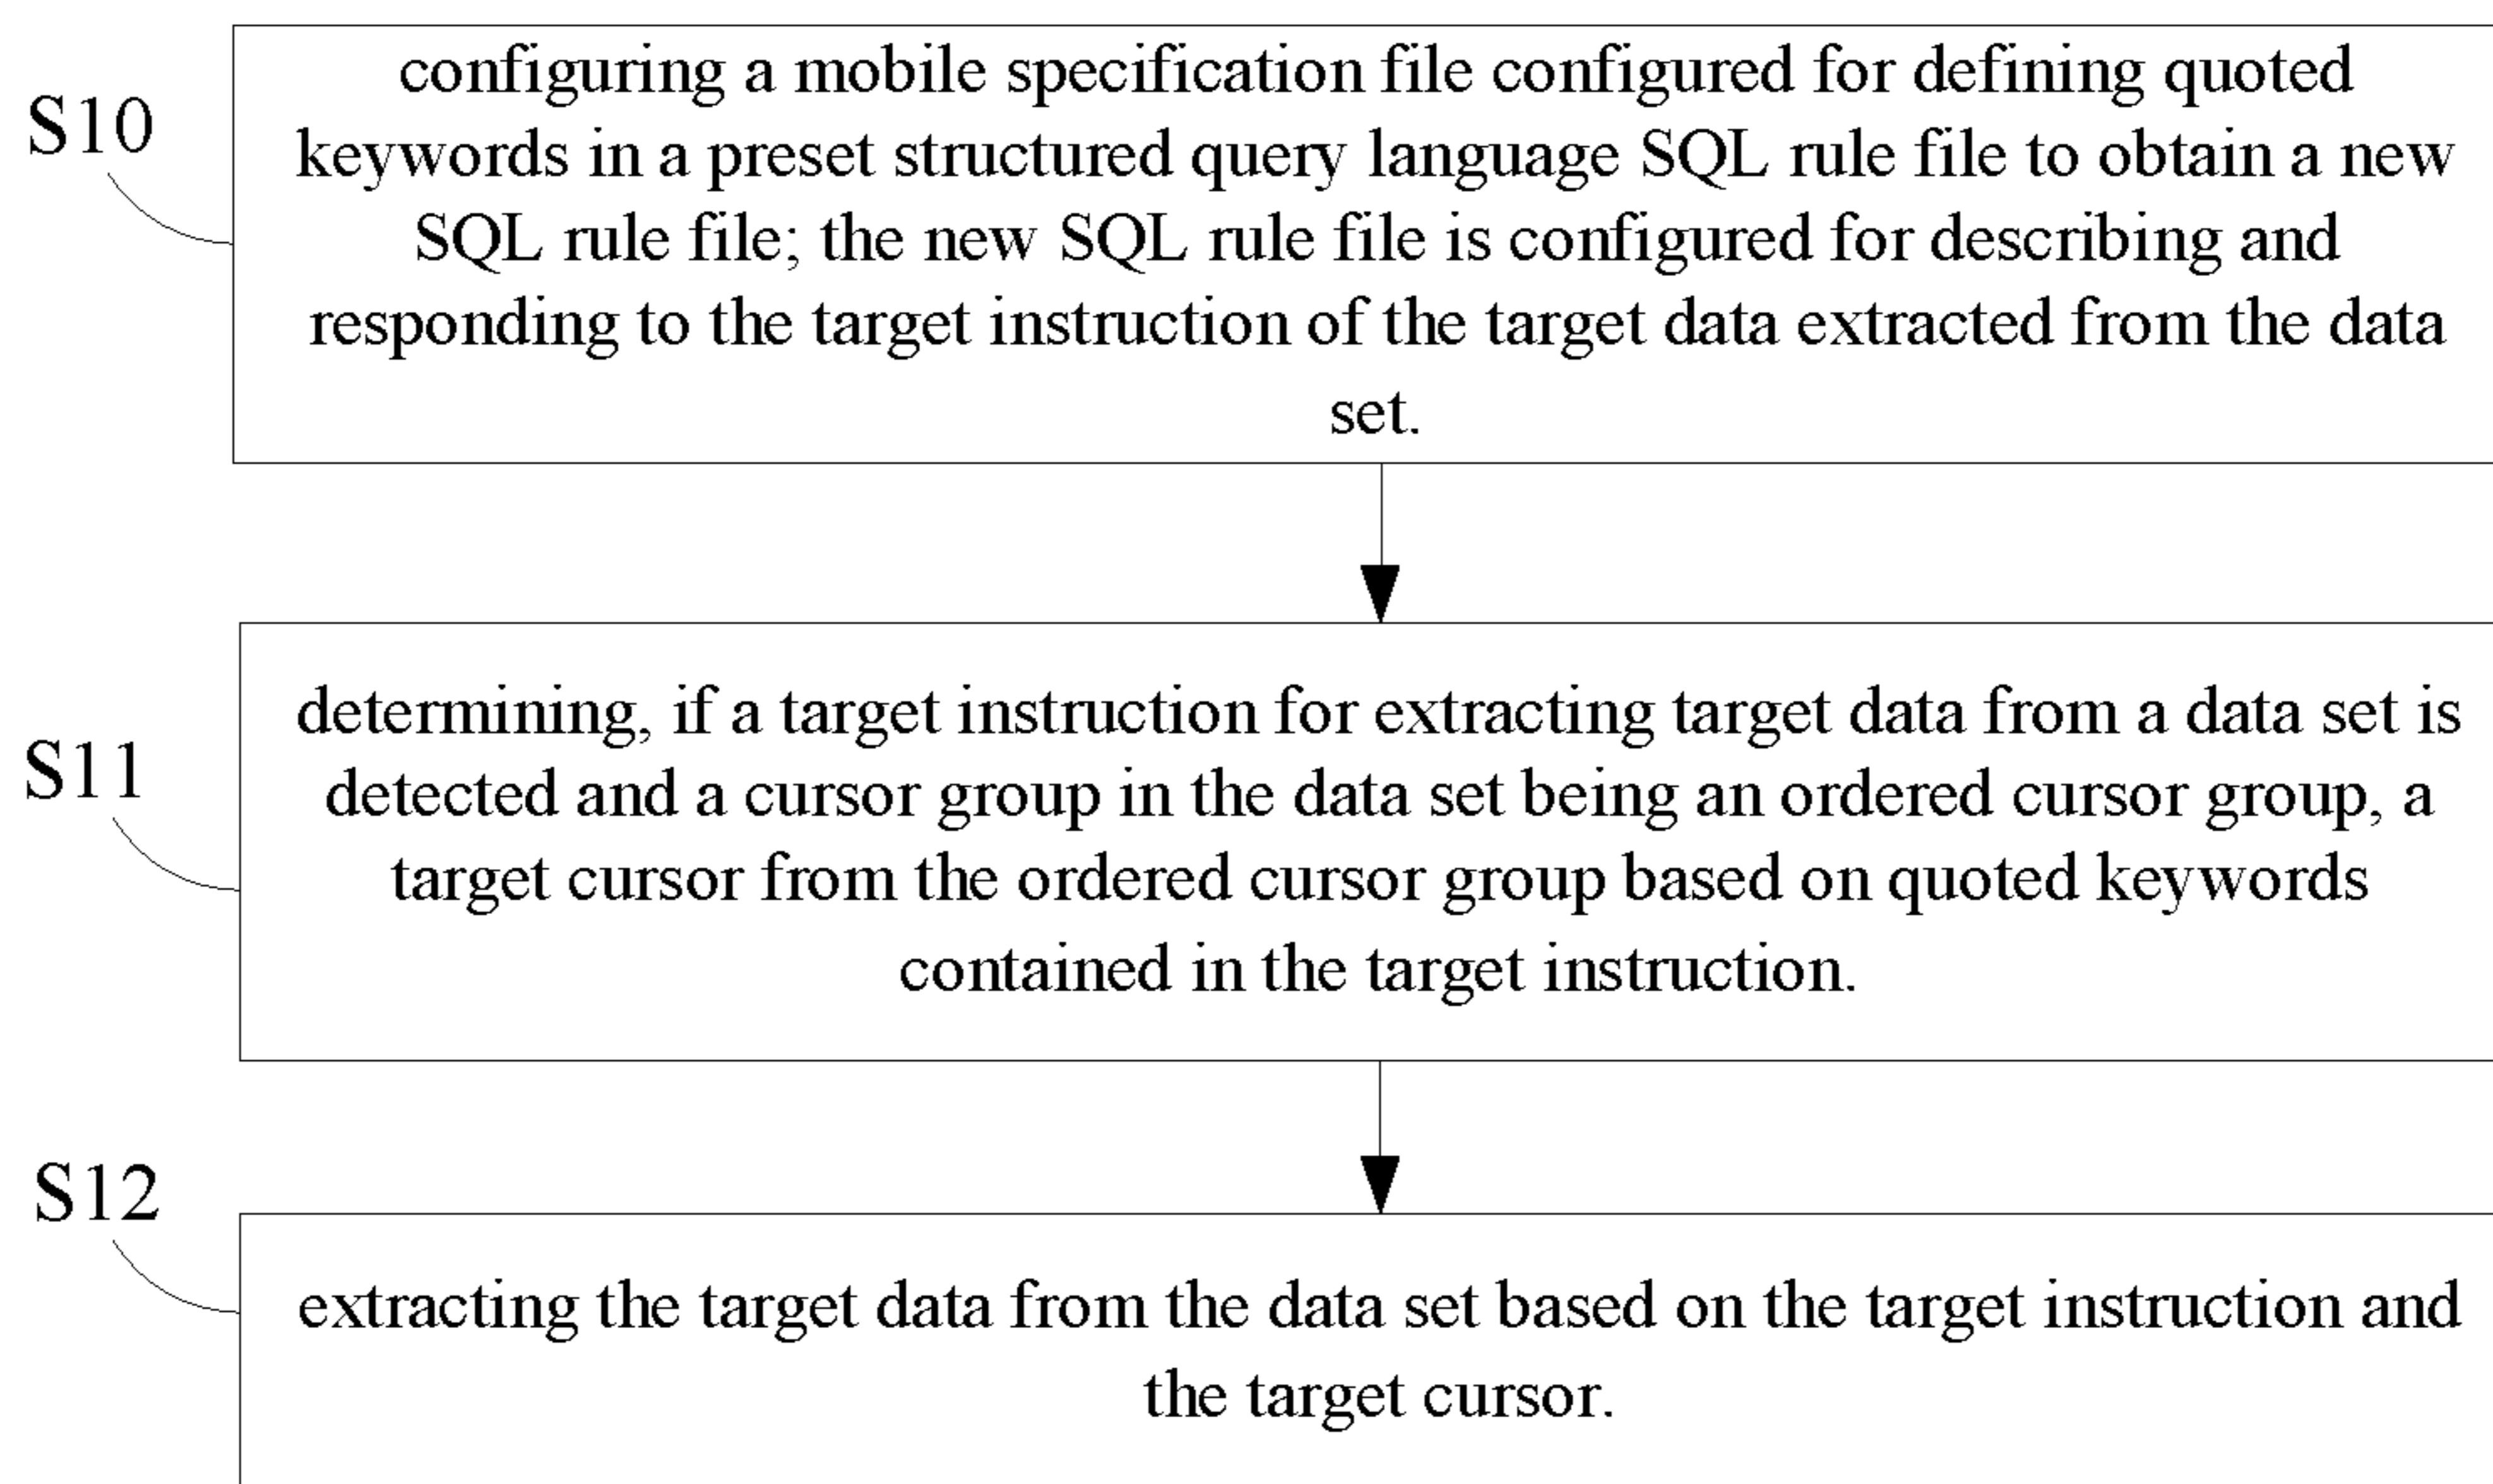 S10
configuring a mobile specification file configured for defining quoted
keywords in a preset structured query language SQL rule file to obtain a new
SQL rule file; the new SQL rule file is configured for describing and
responding to the target instruction of the target data extracted from the data
set.
S11
determining, if a target instruction for extracting target data from a data set is
detected and a cursor group in the data set being an ordered cursor group, a
target cursor from the ordered cursor group based on quoted keywords
contained in the target instruction.
S12
extracting the target data from the data set based on the target instruction and
the target cursor.